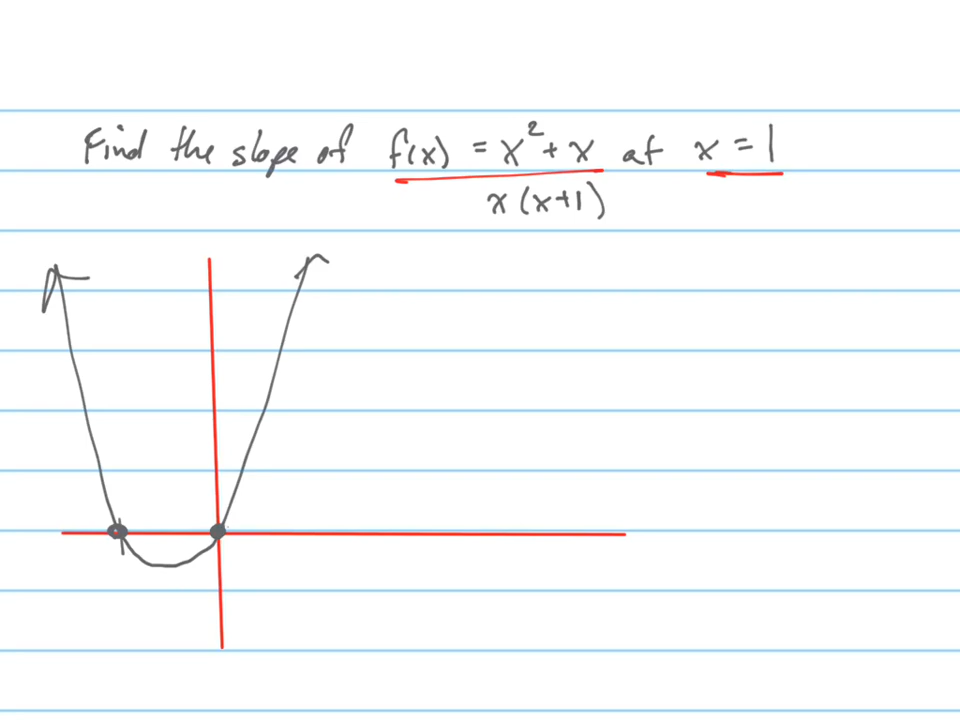 Find the slope of f(x) = x² + x at x = 1
x(x+1)